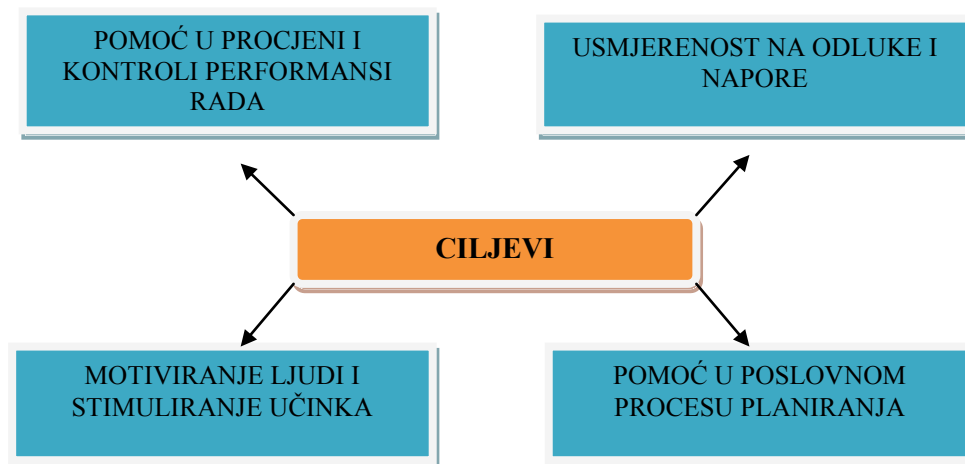 POMOĆ U PROCJENI I
KONTROLI PERFORMANSI
RADA
USMJERENOST NA ODLUKE I
NAPORE
CILJEVI
MOTIVIRANJE LJUDI I
STIMULIRANJE UČINKA
POMOĆ U POSLOVNOM
PROCESU PLANIRANJA